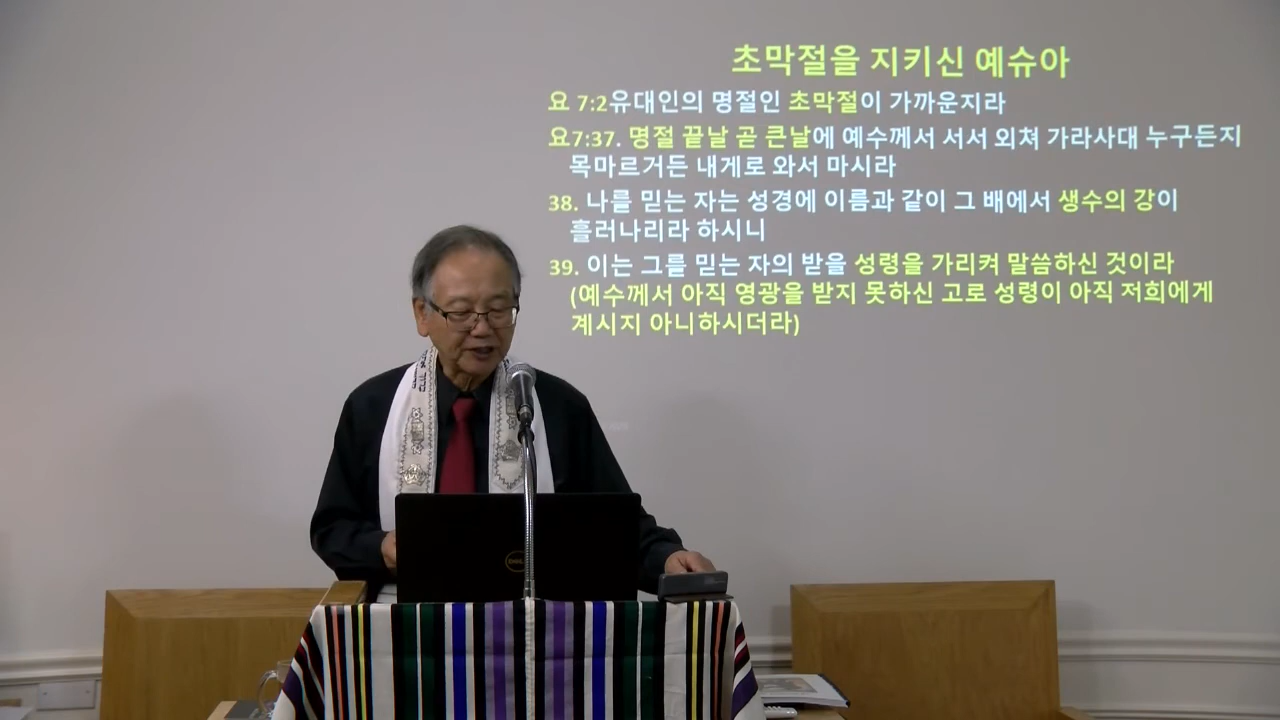 초막절을 지키신 예슈아
요 7:2유대인의 명절인 초막절이 가까운지라
요7:37. 명절 끝날 곧 큰날에 예수께서 서서 외쳐 가라사대 누구든지
목마르거든 내게로 와서 마시라
38. 나를 믿는 자는 성경에 이름과 같이 그 배에서 생수의 강이
흘러나리라 하시니
39. 이는 그를 믿는 자의 받을 성령을 가리켜 말씀하신 것이라
(예수께서 아직 영광을 받지 못하신 고로 성령이 아직 저희에게
계시지 아니하시더라)
DELL